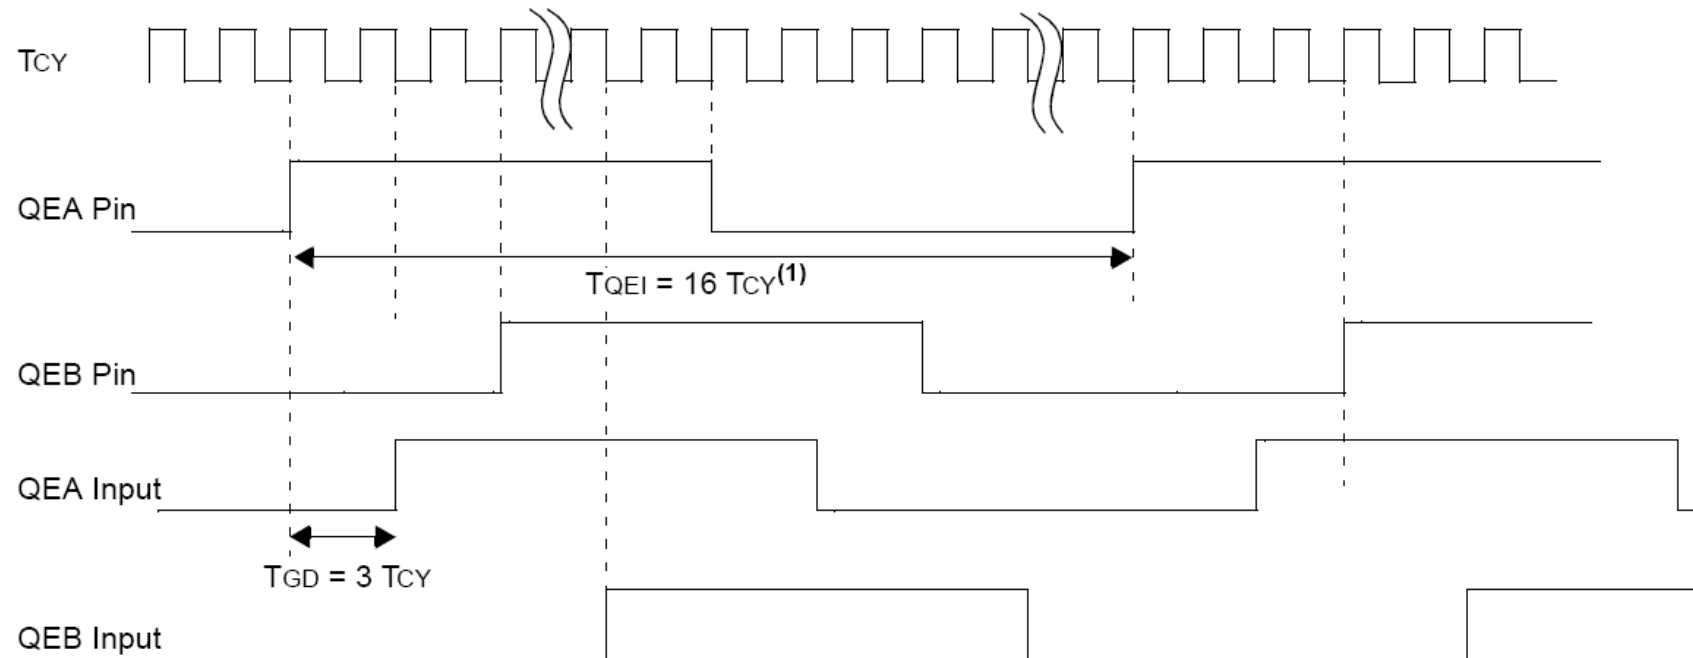 TCY
QEA Pin
TQEI = 16 TCY(1)
QEB Pin
QEA Input
TGD = 3 TCY
QEB Input